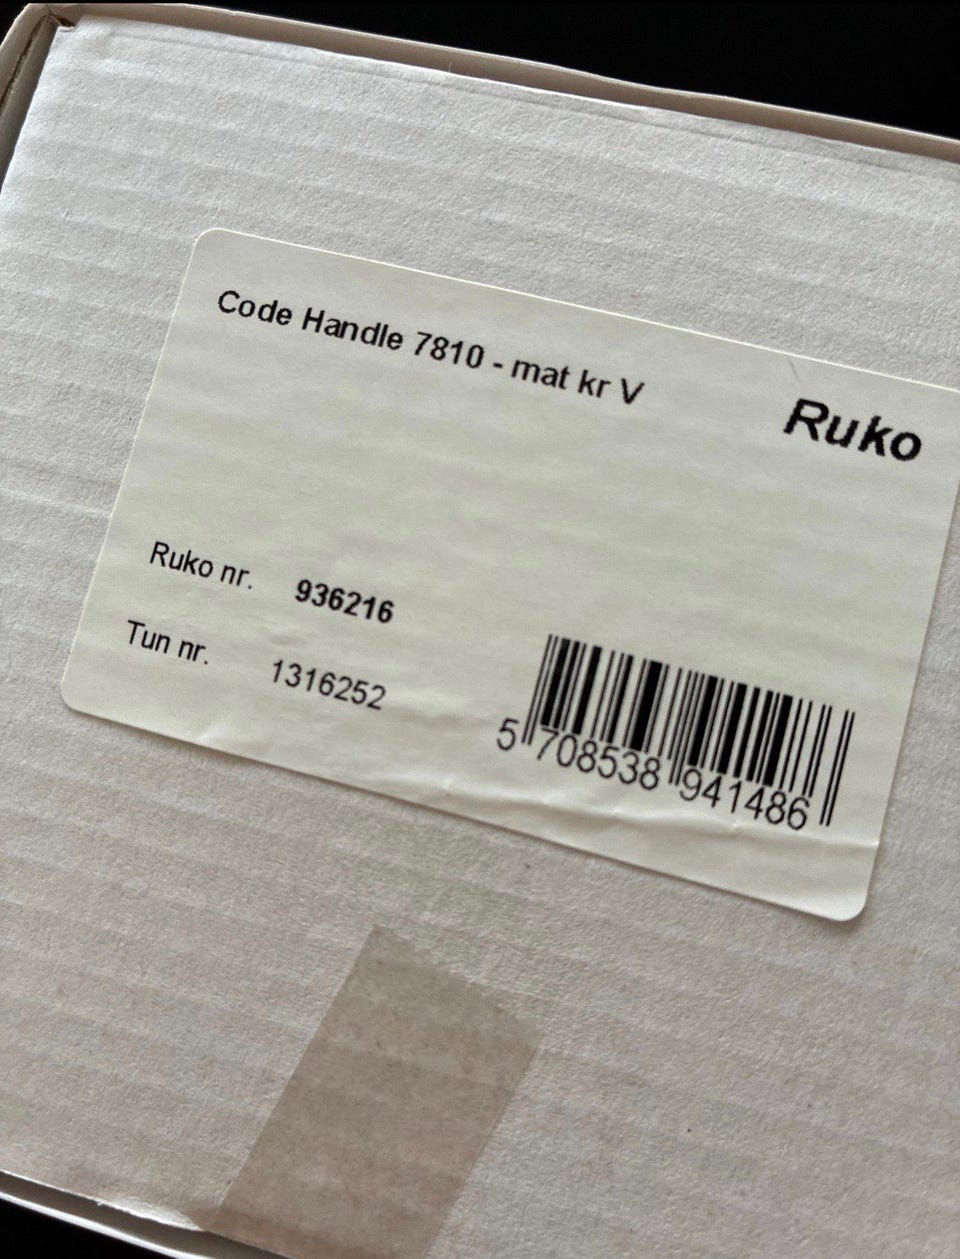 Code Handle 7810 - mat kr V
Ruko
Ruko nr. 936216
Tun nr. 1316252
5 708538 941486